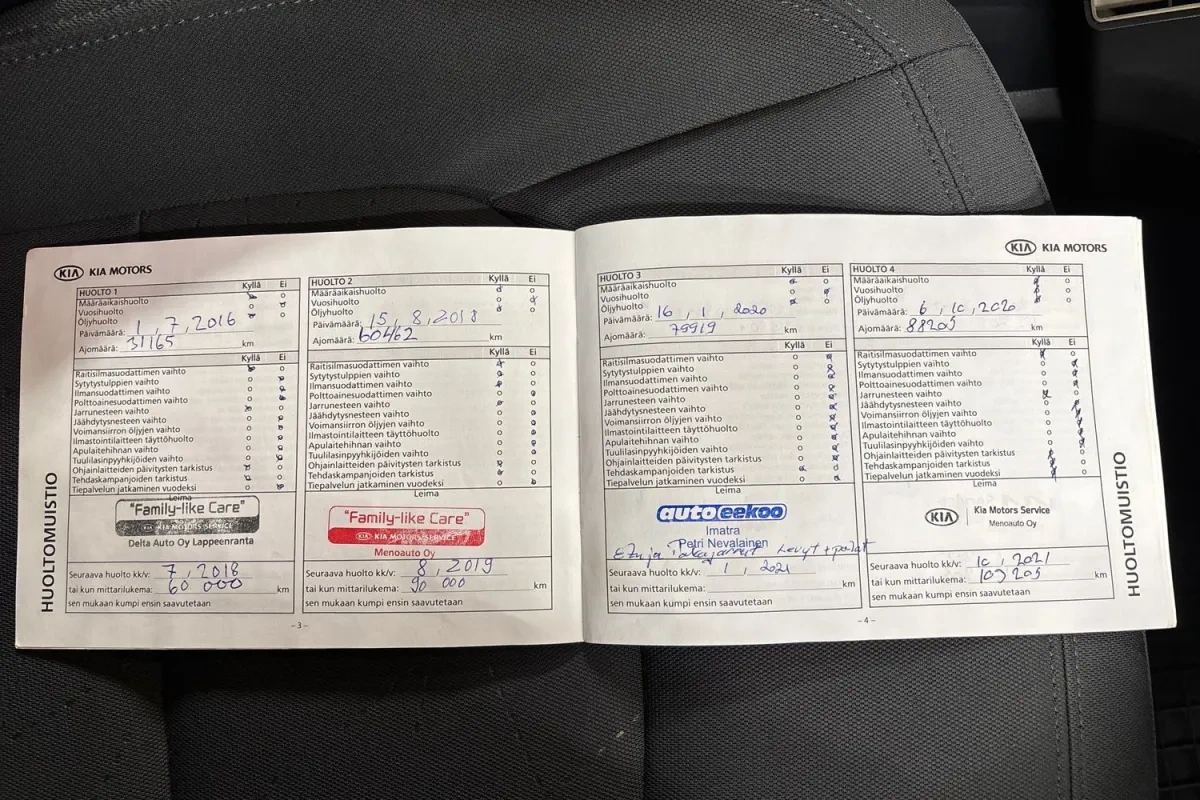 KIA KIA MOTORS
HUOLTO 1 Kyllä Ei
Määräaikaishuolto
Vuosihuolto
Öljyhuolto
Päivämäärä: 1, 7, 2016
Ajomäärä: 31165 km
Kyllä Ei
Raitisilmasuodattimen vaihto
Sytytystulppien vaihto
Ilmansuodattimen vaihto
Polttoainesuodattimen vaihto
Jarrunesteen vaihto
Jäähdytysnesteen vaihto
Voimansiirron öljyjen vaihto
Ilmastointilaitteen täyttöhuolto
Apulaitehihnan vaihto
Tuulilasinpyyhkijöiden vaihto
Ohjainlaitteiden päivitysten tarkistus
Tehdaskampanjoiden tarkistus
Tiepalvelun jatkaminen vuodeksi
Leima
"Family-like Care"
KIA KIA MOTORS SERVICE
Delta Auto Oy Lappeenranta
Seuraava huolto kk/v: 7, 2018
tai kun mittarilukema: 60 000 km
sen mukaan kumpi ensin saavutetaan
HUOLTOMUISTIO
HUOLTO 2 Kyllä Ei
Määräaikaishuolto
Vuosihuolto
Öljyhuolto
Päivämäärä: 15, 8, 2018
Ajomäärä: 60462 km
Kyllä Ei
Raitisilmasuodattimen vaihto
Sytytystulppien vaihto
Ilmansuodattimen vaihto
Polttoainesuodattimen vaihto
Jarrunesteen vaihto
Jäähdytysnesteen vaihto
Voimansiirron öljyjen vaihto
Ilmastointilaitteen täyttöhuolto
Apulaitehihnan vaihto
Tuulilasinpyyhkijöiden vaihto
Ohjainlaitteiden päivitysten tarkistus
Tehdaskampanjoiden tarkistus
Tiepalvelun jatkaminen vuodeksi
Leima
"Family-like Care"
KIA KIA MOTORS SERVICE
Menoauto Oy
Seuraava huolto kk/v: 8, 2019
tai kun mittarilukema: 90 000 km
sen mukaan kumpi ensin saavutetaan
- 3 -
KIA KIA MOTORS
HUOLTO 3 Kyllä Ei
Määräaikaishuolto
Vuosihuolto
Öljyhuolto
Päivämäärä: 16, 1, 2020
Ajomäärä: 79919 km
Kyllä Ei
Raitisilmasuodattimen vaihto
Sytytystulppien vaihto
Ilmansuodattimen vaihto
Polttoainesuodattimen vaihto
Jarrunesteen vaihto
Jäähdytysnesteen vaihto
Voimansiirron öljyjen vaihto
Ilmastointilaitteen täyttöhuolto
Apulaitehihnan vaihto
Tuulilasinpyyhkijöiden vaihto
Ohjainlaitteiden päivitysten tarkistus
Tehdaskampanjoiden tarkistus
Tiepalvelun jatkaminen vuodeksi
Leima
autoeekoo
Imatra
Petri Nevalainen
Etu ja Takajarrut Levyt + palat
Seuraava huolto kk/v: 1, 2021
tai kun mittarilukema: km
sen mukaan kumpi ensin saavutetaan
HUOLTO 4 Kyllä Ei
Määräaikaishuolto
Vuosihuolto
Öljyhuolto
Päivämäärä: 6, 10, 2020
Ajomäärä: 88205 km
Kyllä Ei
Raitisilmasuodattimen vaihto
Sytytystulppien vaihto
Ilmansuodattimen vaihto
Polttoainesuodattimen vaihto
Jarrunesteen vaihto
Jäähdytysnesteen vaihto
Voimansiirron öljyjen vaihto
Ilmastointilaitteen täyttöhuolto
Apulaitehihnan vaihto
Tuulilasinpyyhkijöiden vaihto
Ohjainlaitteiden päivitysten tarkistus
Tehdaskampanjoiden tarkistus
Tiepalvelun jatkaminen vuodeksi
Leima
KIA Kia Motors Service
Menoauto Oy
Seuraava huolto kk/v: 10, 2021
tai kun mittarilukema: 103 205 km
sen mukaan kumpi ensin saavutetaan
HUOLTOMUISTIO
- 4 -